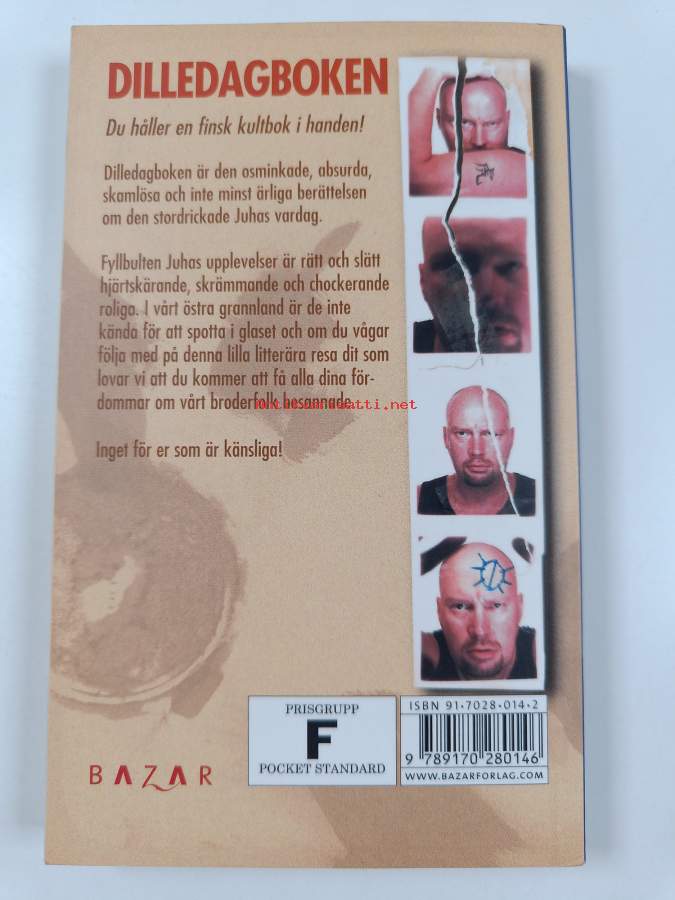 DILLEDAGBOKEN
Du håller en finsk kultbok i handen!
Dilledagboken är den osminkade, absurda,
skamlösa och inte minst ärliga berättelsen
om den stordrickade Juhas vardag.
Fyllbulten Juhas upplevelser är rätt och slätt
hjärtskärande, skrämmande och chockerande
roliga. I vårt östra grannland är de inte
kända för att spotta i glaset och om du vågar
följa med på denna lilla litterära resa dit som
lovar vi att du kommer att få alla dina för-
dommar om vårt broderfolk besannade.
Inget för er som är känsliga!
BAZAR
PRISGRUPP
F
POCKET STANDARD
ISBN 91-7028-014-2
9 789170 280146
WWW.BAZARFORLAG.COM